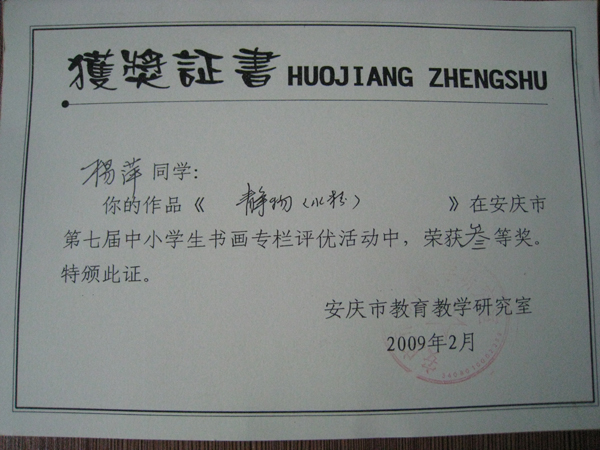 獲獎証書 HUOJIANG ZHENGSHU
杨萍同学：
你的作品《 静物（水粉） 》在安庆市
第七届中小学生书画专栏评优活动中，荣获叁等奖。
特颁此证。
安庆市教育教学研究室
2009年2月